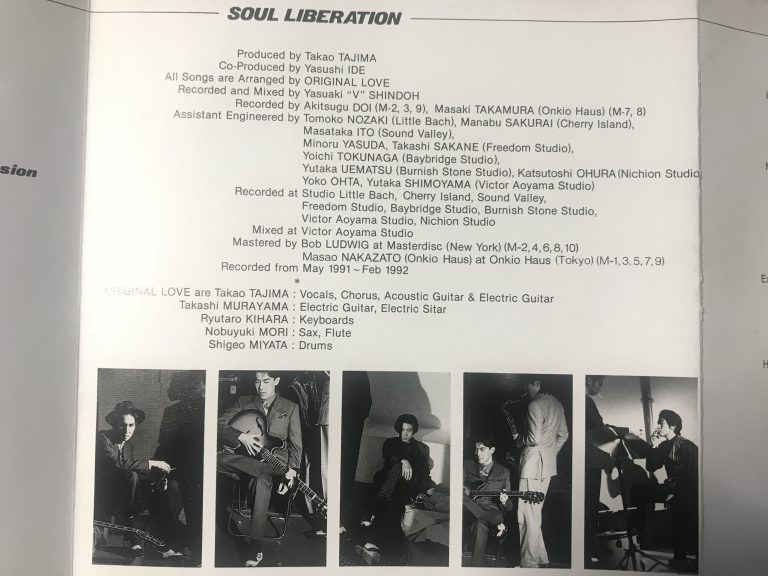 SOUL LIBERATION
Produced by Takao TAJIMA
Co-Produced by Yasushi IDE
All Songs are Arranged by ORIGINAL LOVE
Recorded and Mixed by Yasuaki "V" SHINDOH
Recorded by Akitsugu DOI (M-2, 3, 9), Masaki TAKAMURA (Onkio Haus) (M-7, 8)
Assistant Engineered by Tomoko NOZAKI (Little Bach), Manabu SAKURAI (Cherry Island),
Masataka ITO (Sound Valley),
Minoru YASUDA, Takashi SAKANE (Freedom Studio),
Yoichi TOKUNAGA (Baybridge Studio),
Yutaka UEMATSU (Burnish Stone Studio), Katsutoshi OHURA (Nichion Studio
Yoko OHTA, Yutaka SHIMOYAMA (Victor Aoyama Studio)
Recorded at Studio Little Bach, Cherry Island, Sound Valley,
Freedom Studio, Baybridge Studio, Burnish Stone Studio,
Victor Aoyama Studio, Nichion Studio
Mixed at Victor Aoyama Studio
Mastered by Bob LUDWIG at Masterdisc (New York) (M-2, 4, 6, 8, 10)
Masao NAKAZATO (Onkio Haus) at Onkio Haus (Tokyo) (M-1, 3, 5, 7, 9)
Recorded from May 1991 ~ Feb 1992
*
ORIGINAL LOVE are Takao TAJIMA : Vocals, Chorus, Acoustic Guitar & Electric Guitar
Takashi MURAYAMA : Electric Guitar, Electric Sitar
Ryutaro KIHARA : Keyboards
Nobuyuki MORI : Sax, Flute
Shigeo MIYATA : Drums
sion